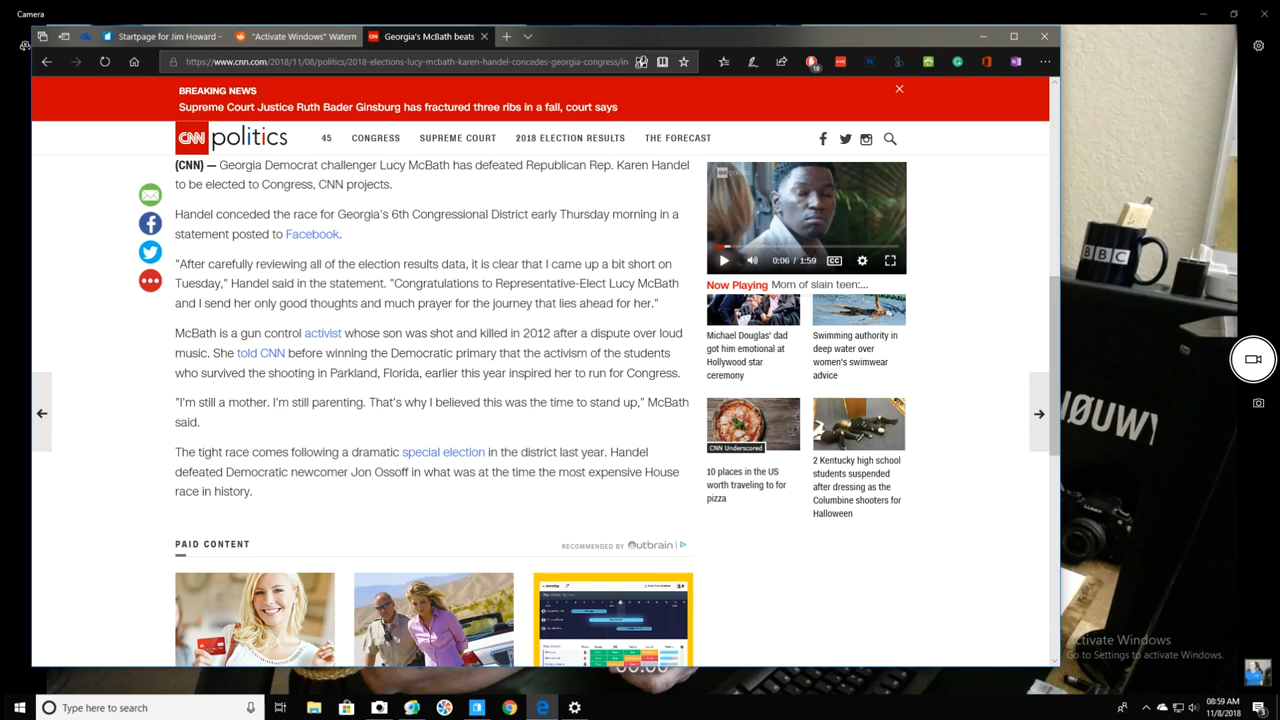 Camera
Startpage for Jim Howard -
"Activate Windows" Watern
Georgia's McBath beats
https://www.cnn.com/2018/11/08/politics/2018-elections-lucy-mcbath-karen-handel-concedes-georgia-congress/in
19
BREAKING NEWS
Supreme Court Justice Ruth Bader Ginsburg has fractured three ribs in a fall, court says
CNN politics
45 CONGRESS SUPREME COURT 2018 ELECTION RESULTS THE FORECAST
(CNN) — Georgia Democrat challenger Lucy McBath has defeated Republican Rep. Karen Handel
to be elected to Congress, CNN projects.
Handel conceded the race for Georgia's 6th Congressional District early Thursday morning in a
statement posted to Facebook.
"After carefully reviewing all of the election results data, it is clear that I came up a bit short on
Tuesday," Handel said in the statement. "Congratulations to Representative-Elect Lucy McBath
and I send her only good thoughts and much prayer for the journey that lies ahead for her."
McBath is a gun control activist whose son was shot and killed in 2012 after a dispute over loud
music. She told CNN before winning the Democratic primary that the activism of the students
who survived the shooting in Parkland, Florida, earlier this year inspired her to run for Congress.
"I'm still a mother. I'm still parenting. That's why I believed this was the time to stand up," McBath
said.
The tight race comes following a dramatic special election in the district last year. Handel
defeated Democratic newcomer Jon Ossoff in what was at the time the most expensive House
race in history.
PAID CONTENT
RECOMMENDED BY Outbrain
politics
0:06 / 1:59
CC
Now Playing Mom of slain teen:...
Michael Douglas' dad
got him emotional at
Hollywood star
ceremony
Swimming authority in
deep water over
women's swimwear
advice
CNN Underscored
10 places in the US
worth traveling to for
pizza
2 Kentucky high school
students suspended
after dressing as the
Columbine shooters for
Halloween
BBC
Activate Windows
Go to Settings to activate Windows.
Type here to search
08:59 AM
11/8/2018
3